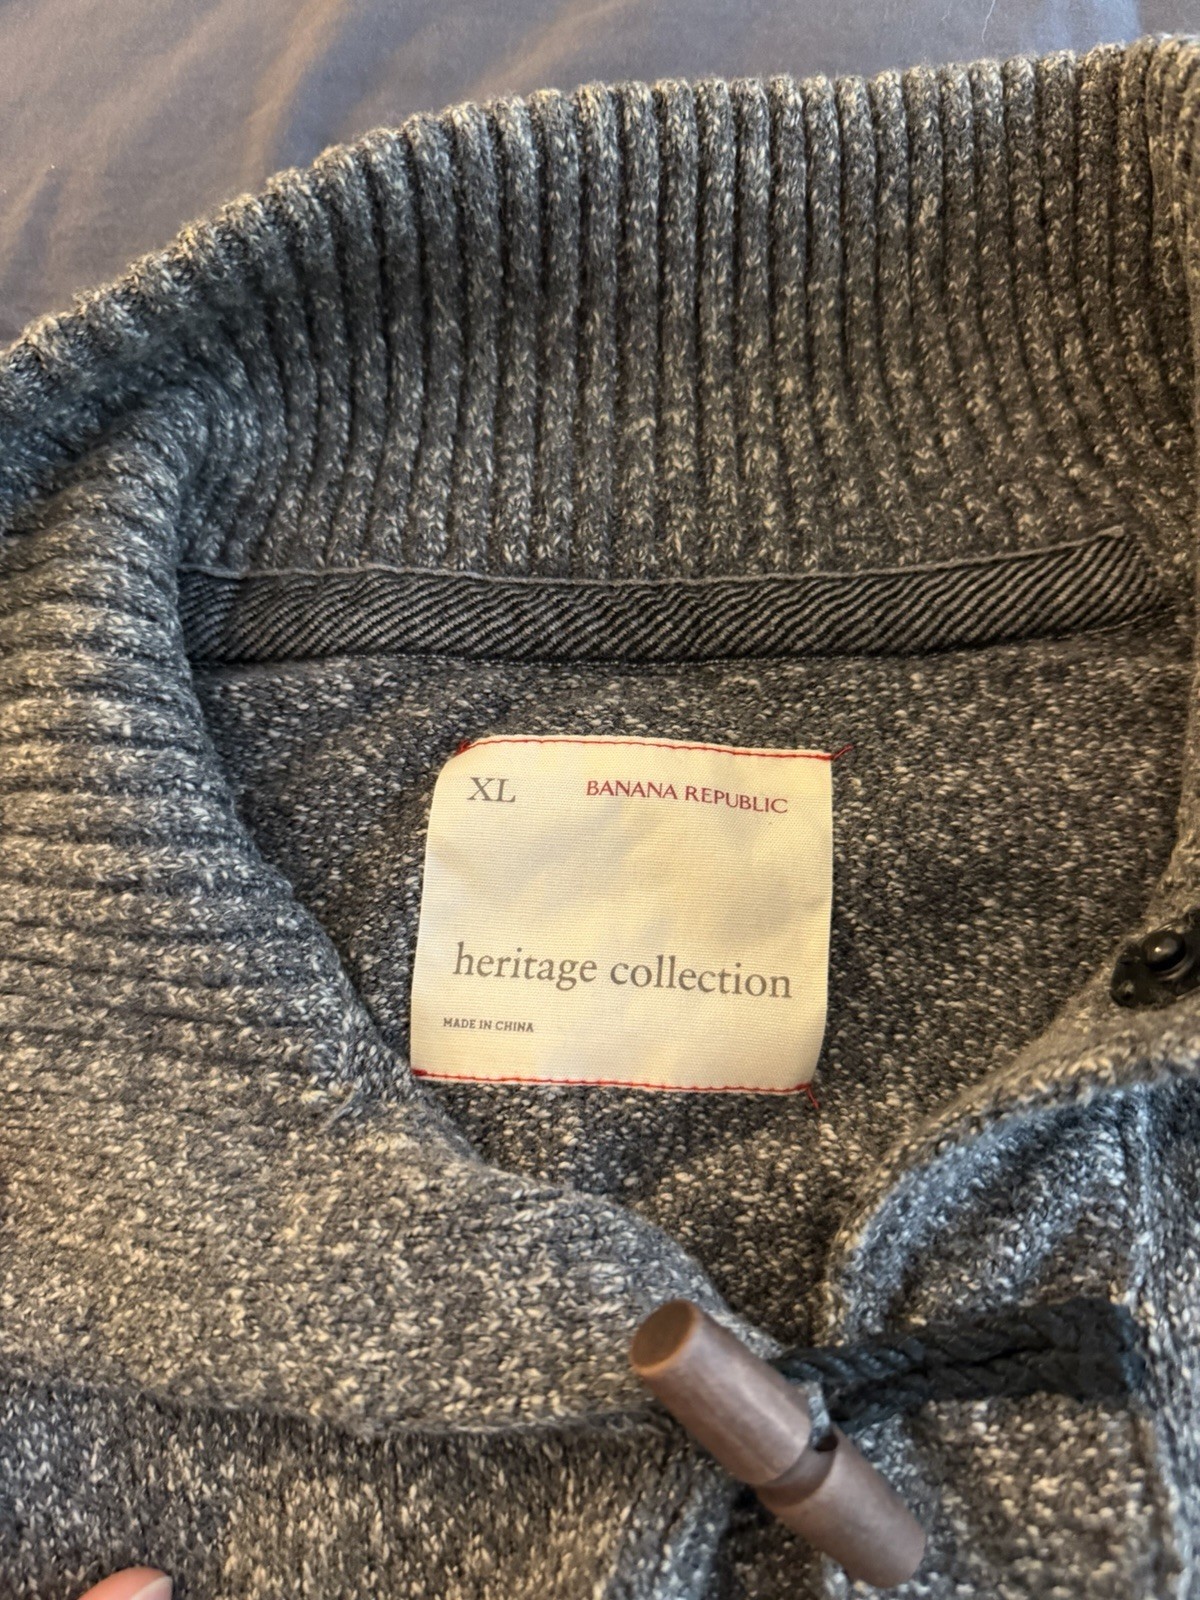 XL BANANA REPUBLIC
heritage collection
MADE IN CHINA